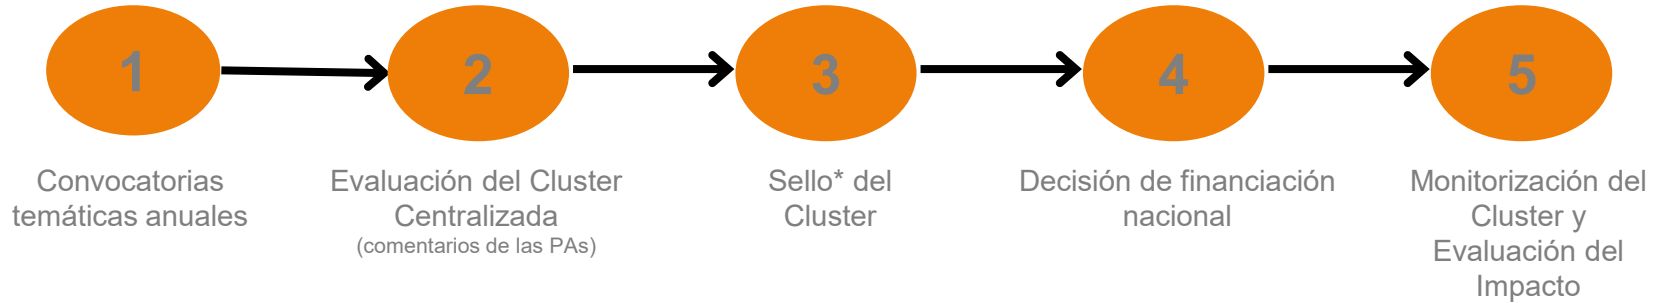 1
2
3
4
5
Convocatorias
temáticas anuales
Evaluación del Cluster
Centralizada
(comentarios de las PAs)
Sello* del
Cluster
Decisión de financiación
nacional
Monitorización del
Cluster y
Evaluación del
Impacto